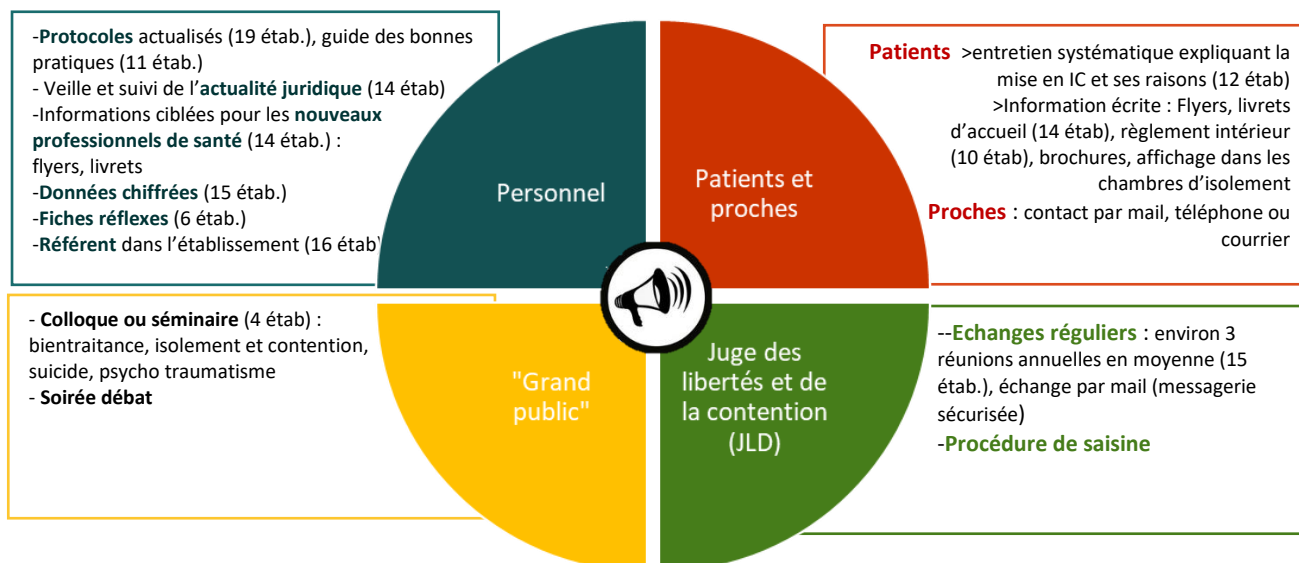 -Protocoles actualisés (19 étab.), guide des bonnes
pratiques (11 étab.)
- Veille et suivi de l'actualité juridique (14 étab)
-Informations ciblées pour les nouveaux
professionnels de santé (14 étab.) :
flyers, livrets
-Données chiffrées (15 étab.)
-Fiches réflexes (6 étab.)
-Référent dans l'établissement (16 étab)
Personnel
Patients et
proches
Patients >entretien systématique expliquant la
mise en IC et ses raisons (12 étab)
>Information écrite : Flyers, livrets
d'accueil (14 étab), règlement intérieur
(10 étab), brochures, affichage dans les
chambres d'isolement
Proches : contact par mail, téléphone ou
courrier
- Colloque ou séminaire (4 étab) :
bientraitance, isolement et contention,
suicide, psycho traumatisme
- Soirée débat
"Grand
public"
Juge des
libertés et de
la contention
(JLD)
--Echanges réguliers : environ 3
réunions annuelles en moyenne (15
étab.), échange par mail (messagerie
sécurisée)
-Procédure de saisine